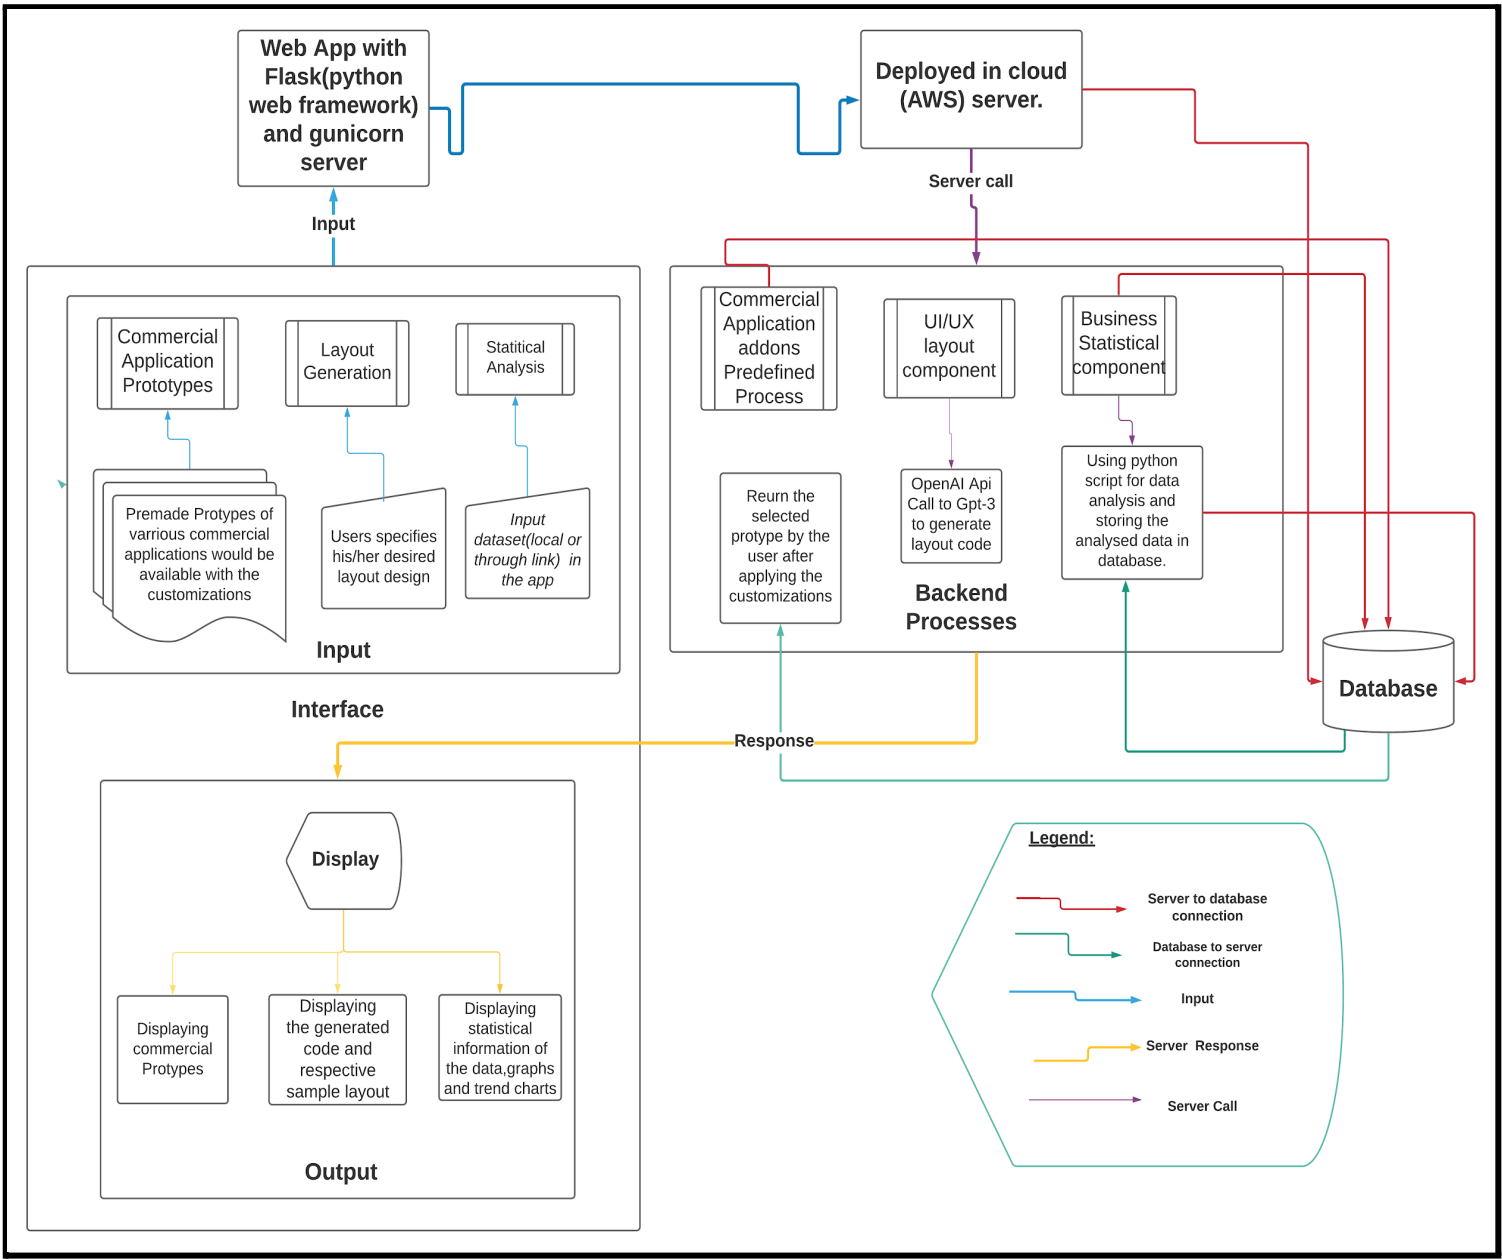 Web App with
Flask(python
web framework)
and gunicorn
server
Deployed in cloud
(AWS) server.
Server call
Input
Commercial
Application
Prototypes
Layout
Generation
Statitical
Analysis
Premade Protypes of
varrious commercial
applications would be
available with the
customizations
Users specifies
his/her desired
layout design
Input
dataset(local or
through link)  in
the app
Input
Interface
Commercial
Application
addons
Predefined
Process
UI/UX
layout
component
Business
Statistical
component
Reurn the
selected
protype by the
user after
applying the
customizations
OpenAI Api
Call to Gpt-3
to generate
layout code
Using python
script for data
analysis and
storing the
analysed data in
database.
Backend
Processes
Database
Response
Display
Displaying
commercial
Protypes
Displaying
the generated
code and
respective
sample layout
Displaying
statistical
information of
the data,graphs
and trend charts
Output
Legend:
Server to database
connection
Database to server
connection
Input
Server  Response
Server Call